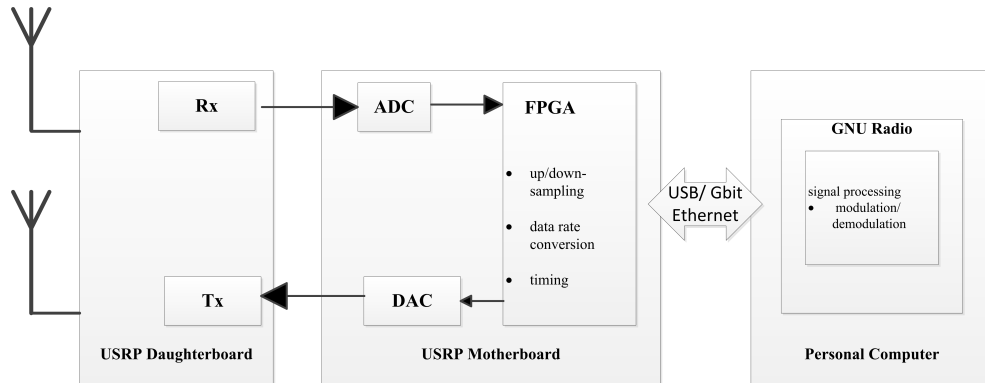 Rx
ADC
FPGA
• up/down-
sampling
• data rate
conversion
• timing
Tx
DAC
USRP Daughterboard
USRP Motherboard
USB/ Gbit
Ethernet
GNU Radio
signal processing
• modulation/
demodulation
Personal Computer